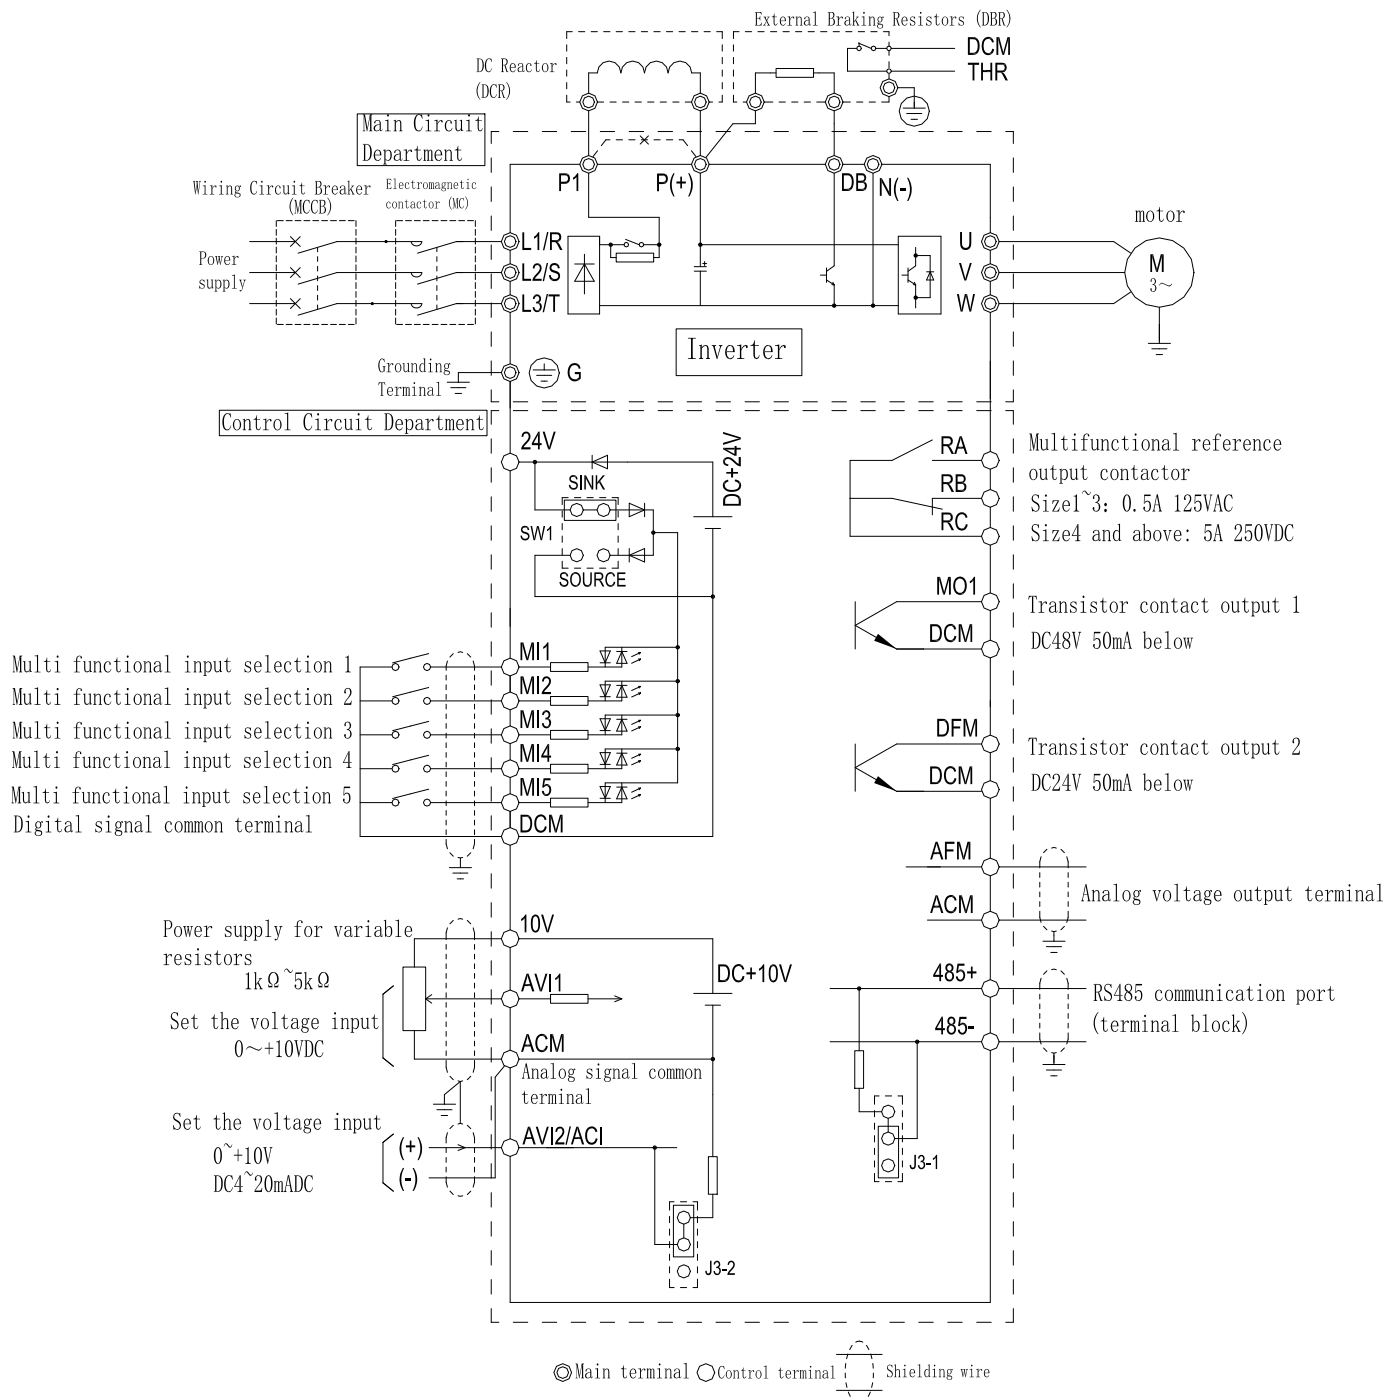 External Braking Resistors (DBR)
DCM
THR
DC Reactor
(DCR)
Main Circuit
Department
P1
P(+)
DB
N(-)
Wiring Circuit Breaker
(MCCB)
Electromagnetic
contactor (MC)
motor
Power
supply
L1/R
L2/S
L3/T
U
V
W
M
3~
Inverter
Grounding
Terminal
G
Control Circuit Department
24V
SINK
SW1
SOURCE
DC+24V
RA
RB
RC
Multifunctional reference
output contactor
Size1~3: 0.5A 125VAC
Size4 and above: 5A 250VDC
MO1
DCM
Transistor contact output 1
DC48V 50mA below
Multi functional input selection 1
MI1
Multi functional input selection 2
MI2
Multi functional input selection 3
MI3
Multi functional input selection 4
MI4
Multi functional input selection 5
MI5
Digital signal common terminal
DCM
DFM
DCM
Transistor contact output 2
DC24V 50mA below
AFM
ACM
Analog voltage output terminal
Power supply for variable
resistors
1kΩ~5kΩ
10V
AVI1
DC+10V
Set the voltage input
0~+10VDC
ACM
Analog signal common
terminal
485+
485-
RS485 communication port
(terminal block)
J3-1
Set the voltage input
0~+10V
DC4~20mADC
(+)
(-)
AVI2/ACI
J3-2
Main terminal
Control terminal
Shielding wire